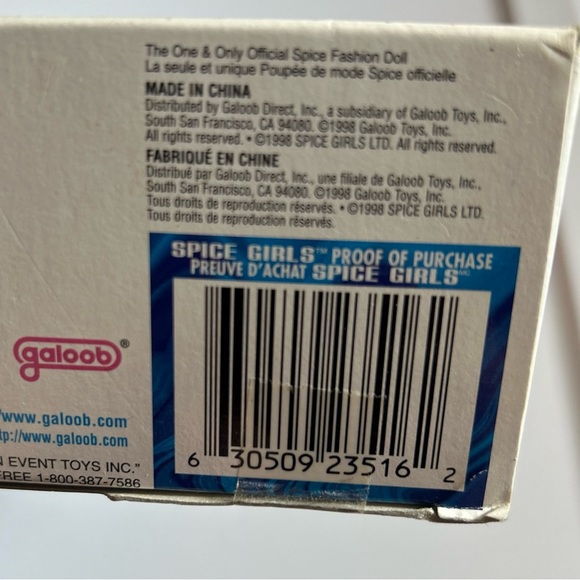 The One & Only Official Spice Fashion Doll
La seule et unique Poupée de mode Spice officielle
MADE IN CHINA
Distributed by Galoob Direct, Inc., a subsidiary of Galoob Toys, Inc.,
South San Francisco, CA 94080. ©1998 Galoob Toys, Inc.
All rights reserved. • ©1998 SPICE GIRLS LTD. All rights reserved.
FABRIQUÉ EN CHINE
Distribué par Galoob Direct, Inc., une filiale de Galoob Toys, Inc.,
South San Francisco, CA 94080. ©1998 Galoob Toys, Inc.
Tous droits de reproduction réservés. • ©1998 SPICE GIRLS LTD.
Tous droits de reproduction réservés.
SPICE GIRLS™ PROOF OF PURCHASE
PREUVE D'ACHAT SPICE GIRLS MC
6 30509 23516 2
galoob®
/www.galoob.com
tp://www.galoob.com
N EVENT TOYS INC."
FREE 1-800-387-7586